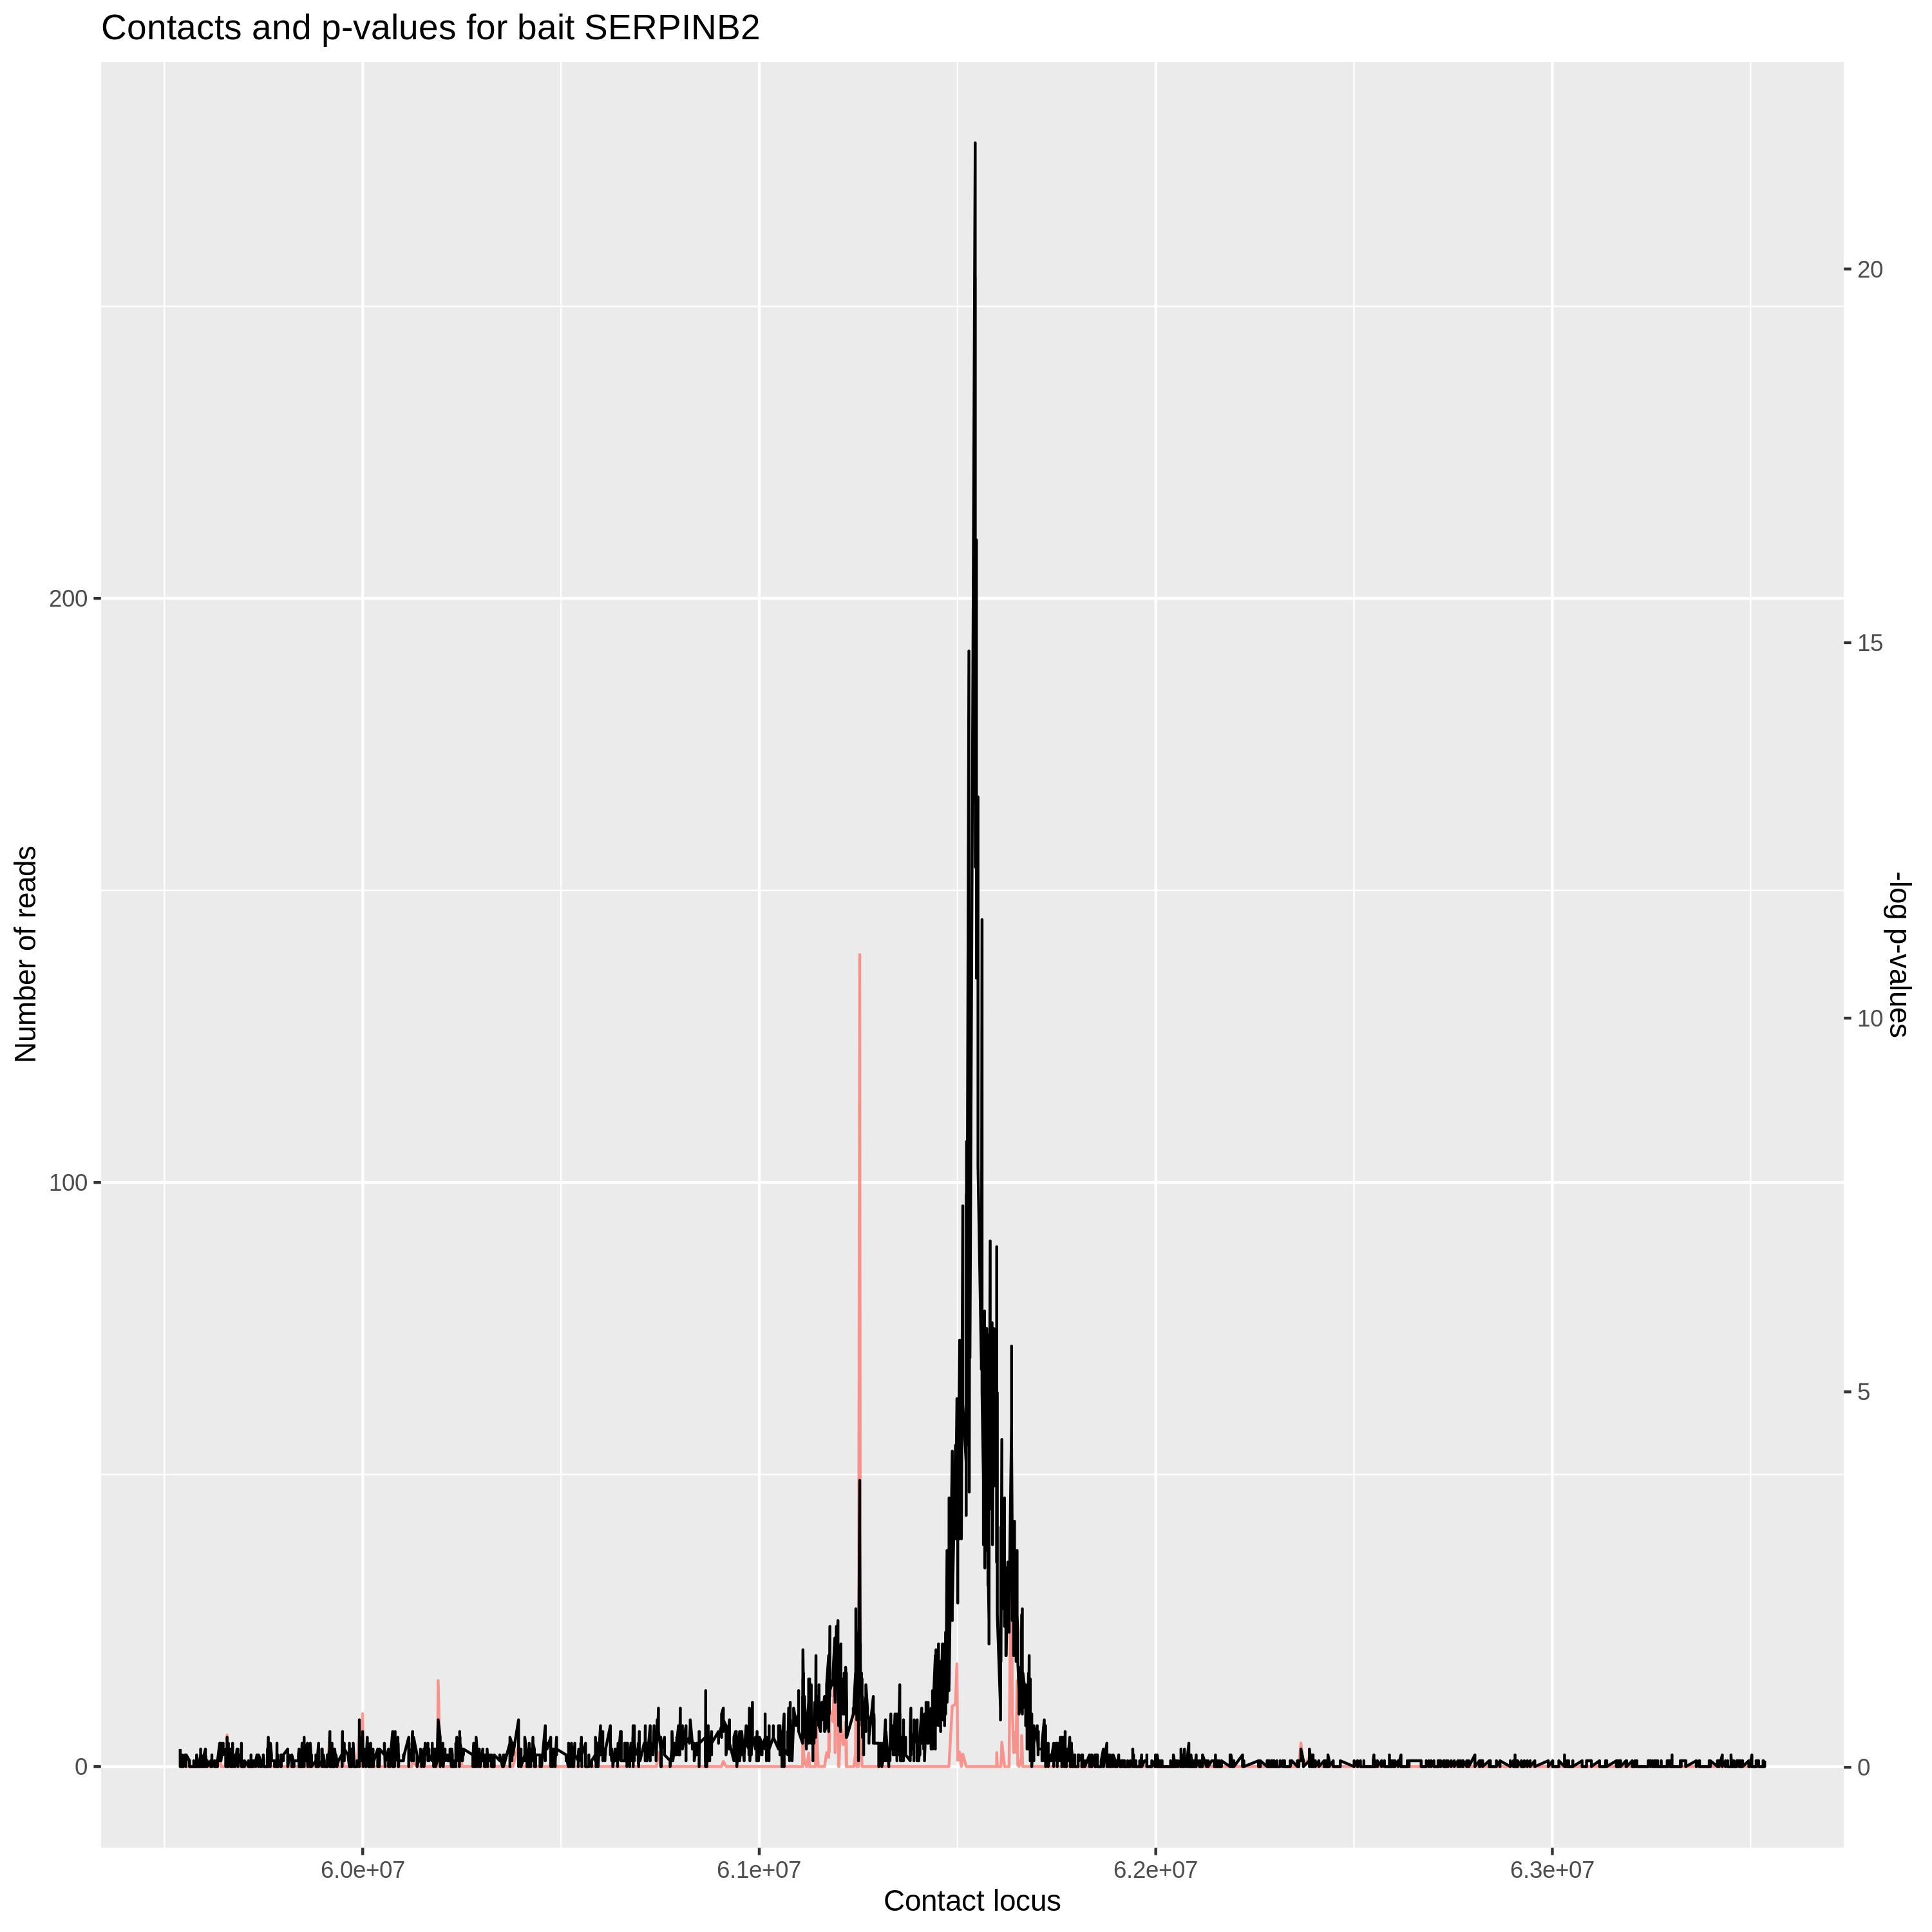 Contacts and p-values for bait SERPINB2
Number of reads
200
100
0
20
15
10
5
0
-log p-values
6.0e+07
6.1e+07
6.2e+07
6.3e+07
Contact locus